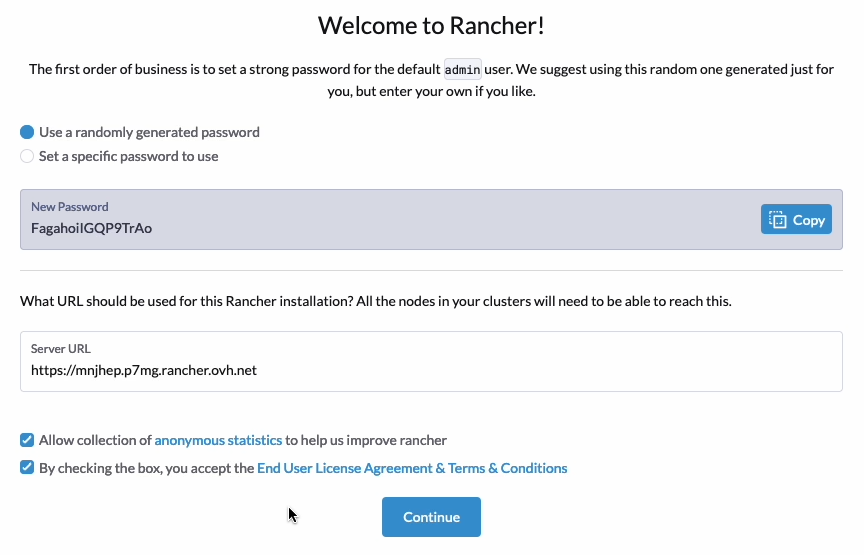 Welcome to Rancher!
The first order of business is to set a strong password for the default admin user. We suggest using this random one generated just for
you, but enter your own if you like.
Use a randomly generated password
Set a specific password to use
New Password
FagahoilGQP9TrAo
Copy
What URL should be used for this Rancher installation? All the nodes in your clusters will need to be able to reach this.
Server URL
https://mnjhep.p7mg.rancher.ovh.net
Allow collection of anonymous statistics to help us improve rancher
By checking the box, you accept the End User License Agreement & Terms & Conditions
Continue